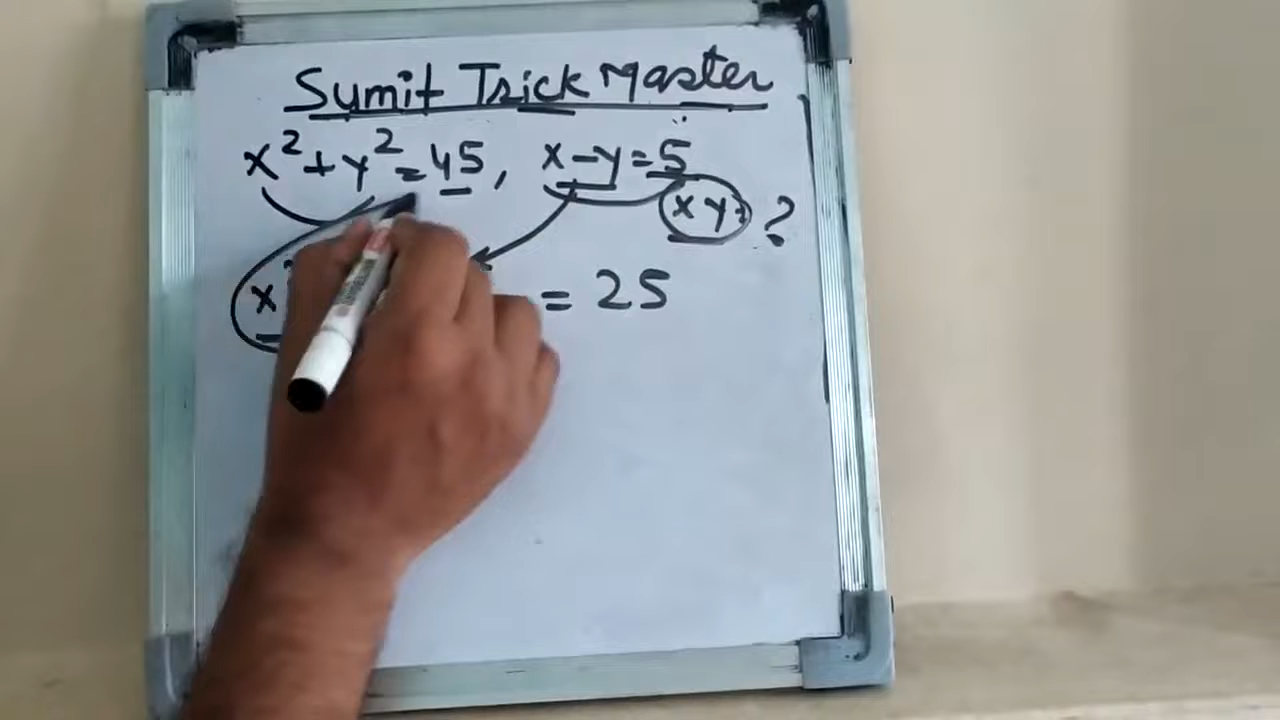 Sumit Trick Master
x² + y² = 45, x - y = 5
xy = ?
x = 25